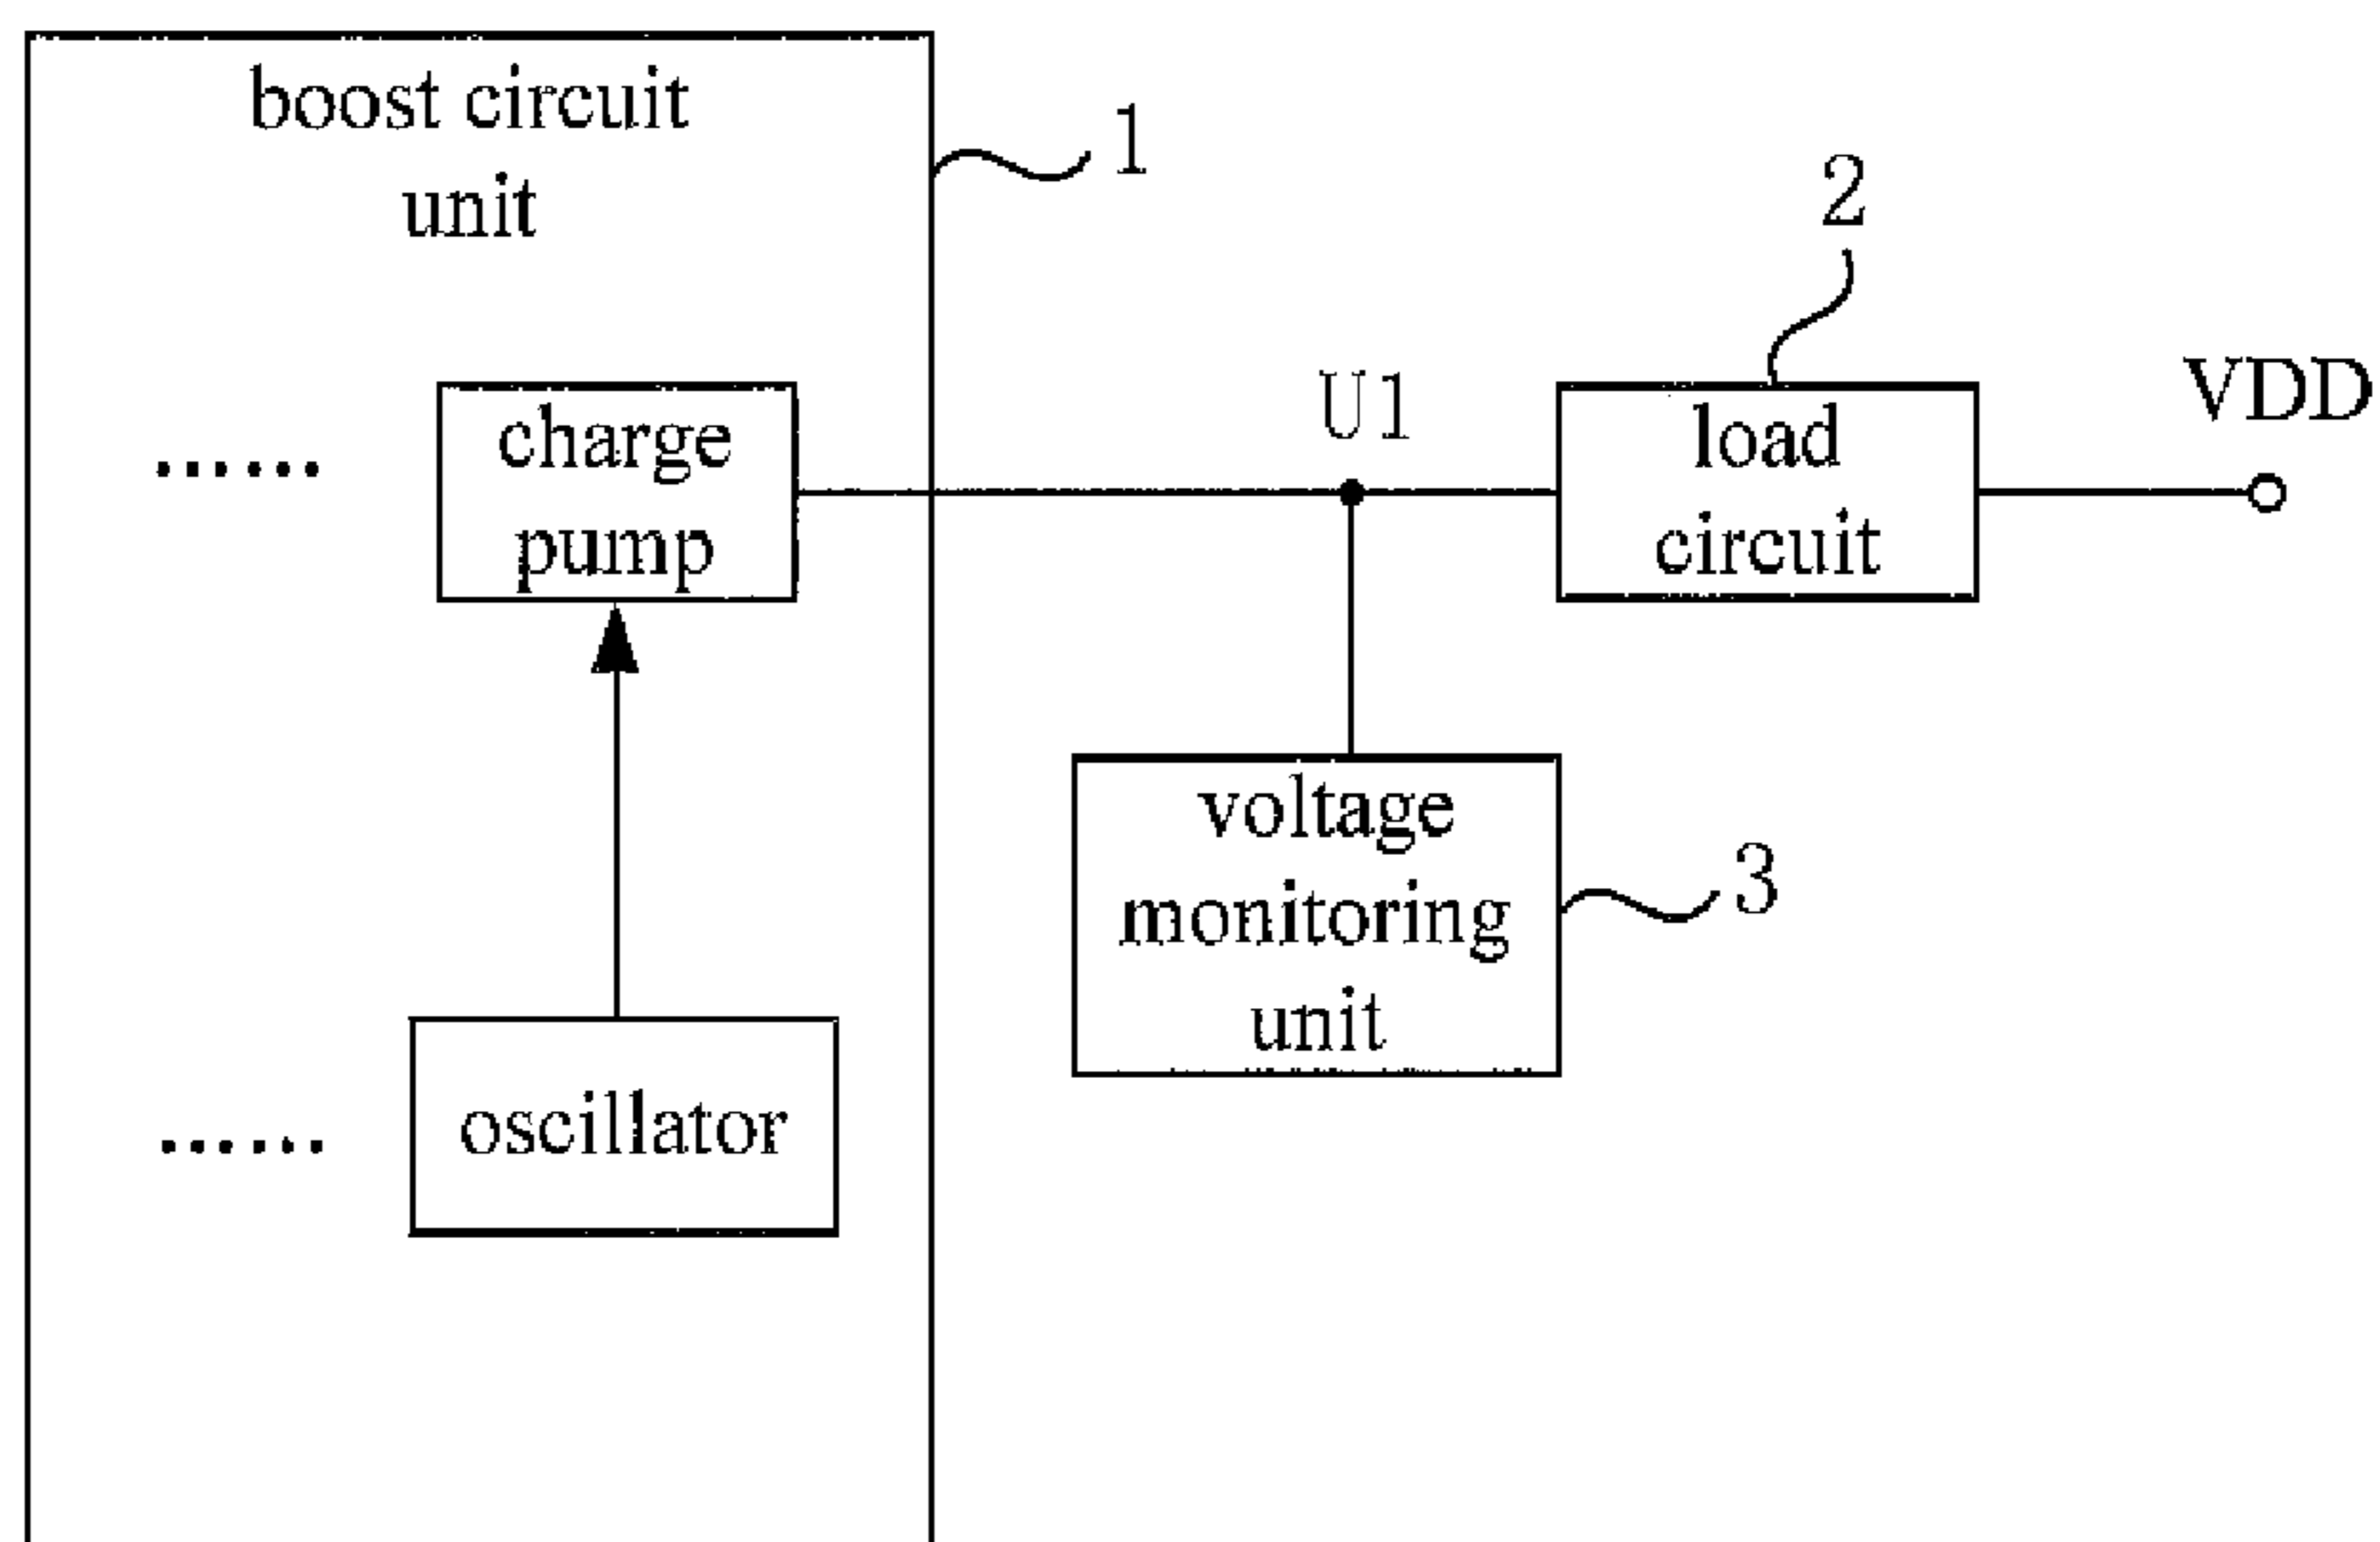 boost circuit
unit
1
2
VDD
U1
charge
pump
load
circuit
......
voltage
monitoring
unit
3
oscillator
......